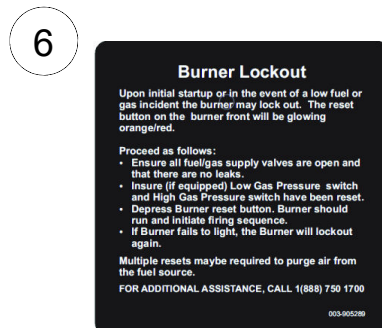 6
Burner Lockout
Upon initial startup or in the event of a low fuel or
gas incident the burner may lock out. The reset
button on the burner front will be glowing
orange/red.
Proceed as follows:
• Ensure all fuel/gas supply valves are open and
that there are no leaks.
• Insure (if equipped) Low Gas Pressure switch
and High Gas Pressure switch have been reset.
• Depress Burner reset button. Burner should
run and initiate firing sequence.
• If Burner fails to light, the Burner will lockout
again.
Multiple resets maybe required to purge air from
the fuel source.
FOR ADDITIONAL ASSISTANCE, CALL 1(888) 750 1700
003-905289